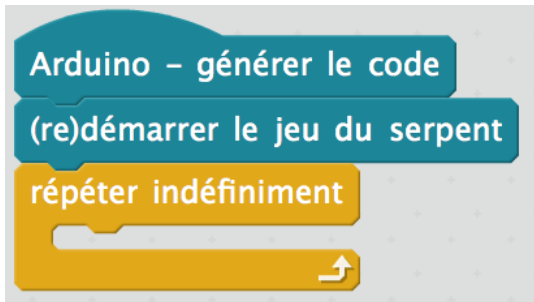 Arduino – générer le code
(re)démarrer le jeu du serpent
répéter indéfiniment